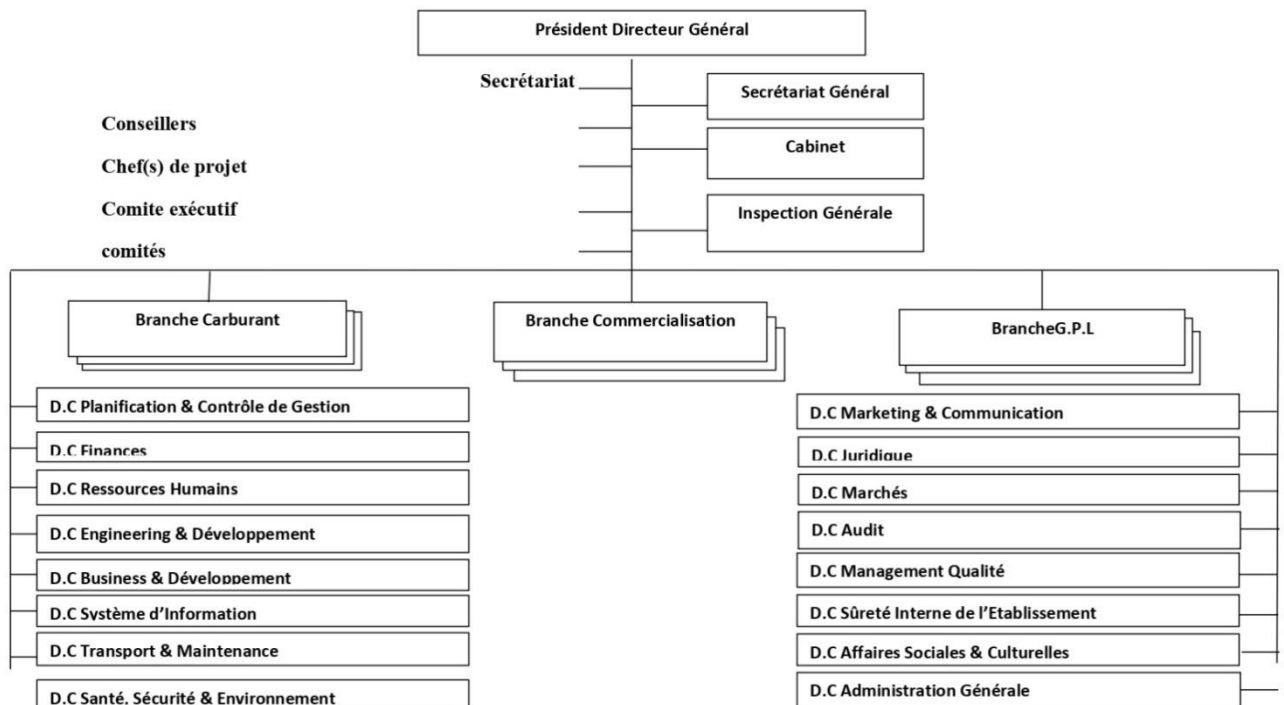 Président Directeur Général
Secrétariat
Secrétariat Général
Conseillers
Cabinet
Chef(s) de projet
Comite exécutif
Inspection Générale
comités
Branche Carburant
Branche Commercialisation
BrancheG.P.L
D.C Planification & Contrôle de Gestion
D.C Finances
D.C Ressources Humains
D.C Engineering & Développement
D.C Business & Développement
D.C Système d’Information
D.C Transport & Maintenance
D.C Santé, Sécurité & Environnement
D.C Marketing & Communication
D.C Juridique
D.C Marchés
D.C Audit
D.C Management Qualité
D.C Sûreté Interne de l’Etablissement
D.C Affaires Sociales & Culturelles
D.C Administration Générale